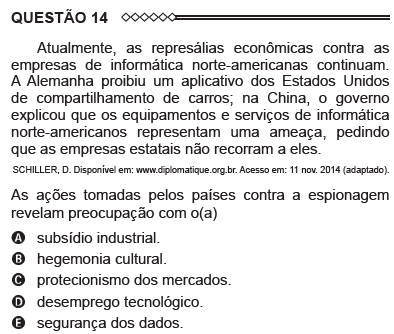 QUESTÃO 14
Atualmente, as represálias econômicas contra as
empresas de informática norte-americanas continuam.
A Alemanha proibiu um aplicativo dos Estados Unidos
de compartilhamento de carros; na China, o governo
explicou que os equipamentos e serviços de informática
norte-americanos representam uma ameaça, pedindo
que as empresas estatais não recorram a eles.
SCHILLER, D. Disponível em: www.diplomatique.org.br. Acesso em: 11 nov. 2014 (adaptado).
As ações tomadas pelos países contra a espionagem
revelam preocupação com o(a)
A subsídio industrial.
B hegemonia cultural.
C protecionismo dos mercados.
D desemprego tecnológico.
E segurança dos dados.